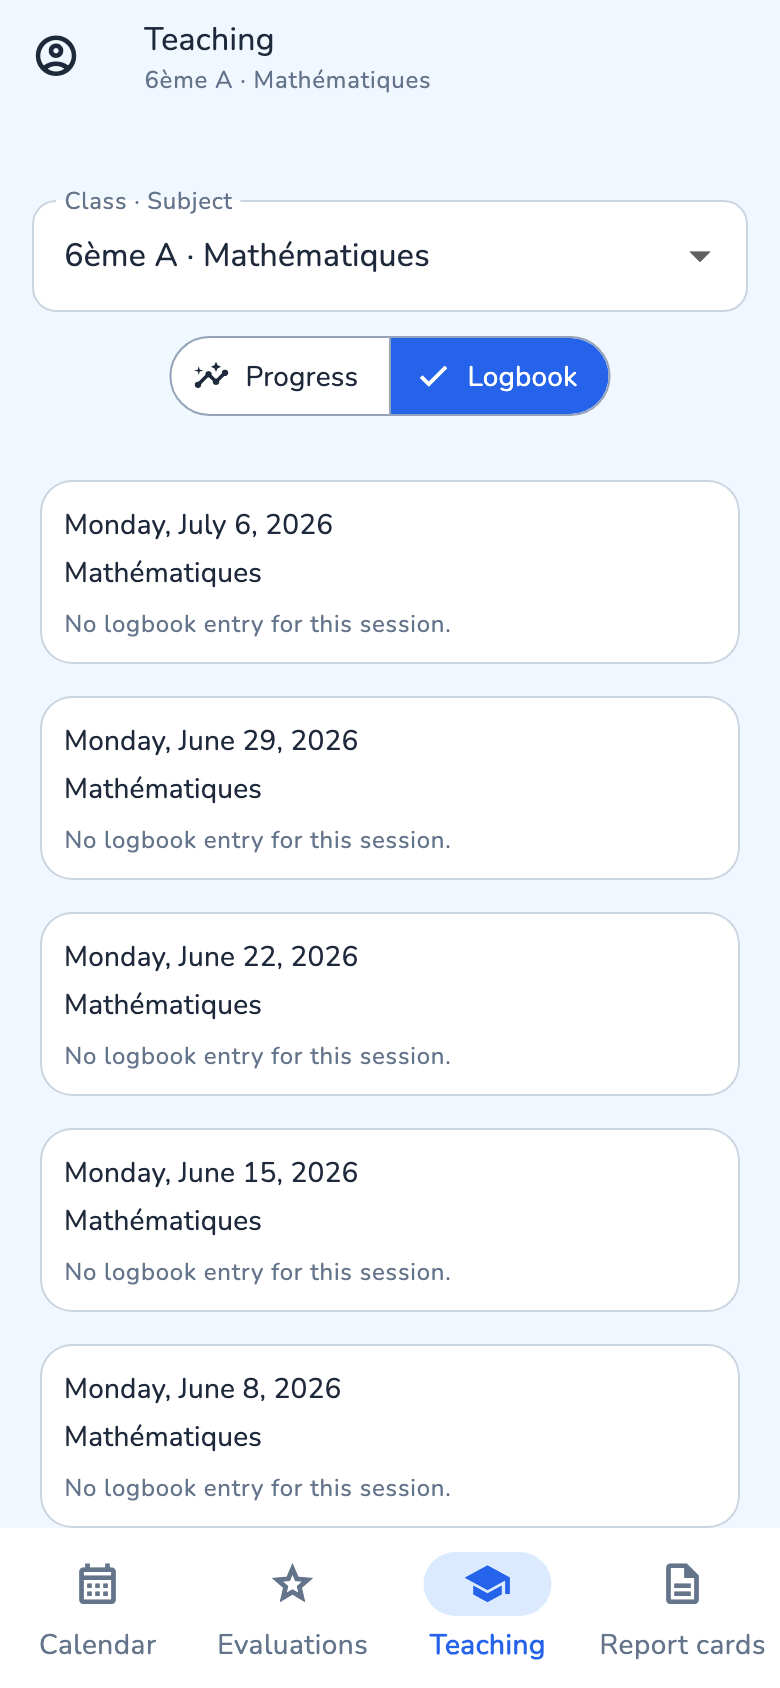 Teaching
6ème A · Mathématiques
Class · Subject
6ème A · Mathématiques
Progress
Logbook
Monday, July 6, 2026
Mathématiques
No logbook entry for this session.
Monday, June 29, 2026
Mathématiques
No logbook entry for this session.
Monday, June 22, 2026
Mathématiques
No logbook entry for this session.
Monday, June 15, 2026
Mathématiques
No logbook entry for this session.
Monday, June 8, 2026
Mathématiques
No logbook entry for this session.
Calendar
Evaluations
Teaching
Report cards